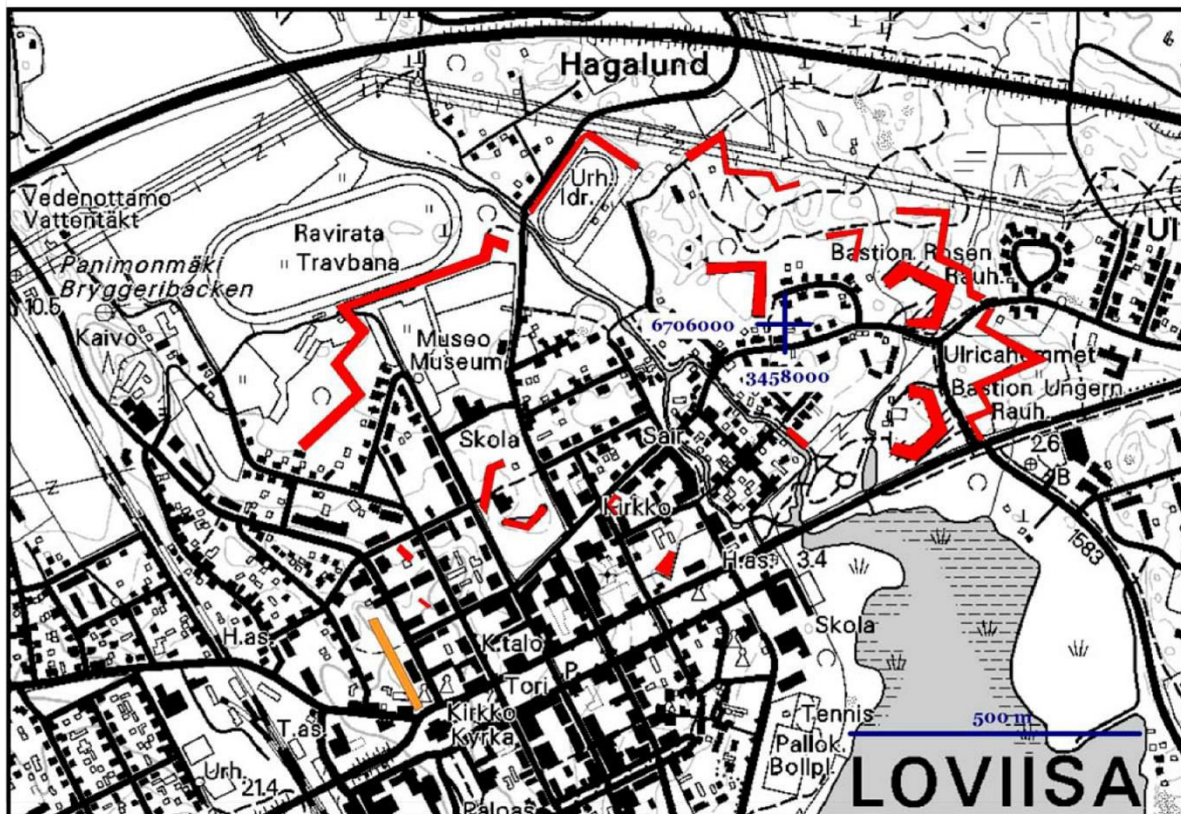 Hagalund
Vedenottamo
Vattentäkt
Urh.
Idr.
Ravirata
Travbana
Panimonmäki
Bryggeribacken
10.5
Kaivo
Bastion Rosen
Rauh.
Ul
6706000
3458000
Museo
Museum
Ulricahemmet
Bastion Ungern
Rauh.
Skola
Sair.
2.6
Kirkko
1583
H.as.
3.4
H.as.
K.talo
Skola
Tori
P
Kirkko
Kyrka
T.as.
Tennis
Pallok.
Bollpl.
500 m
Urh.
21.4
Paloas.
LOVIISA